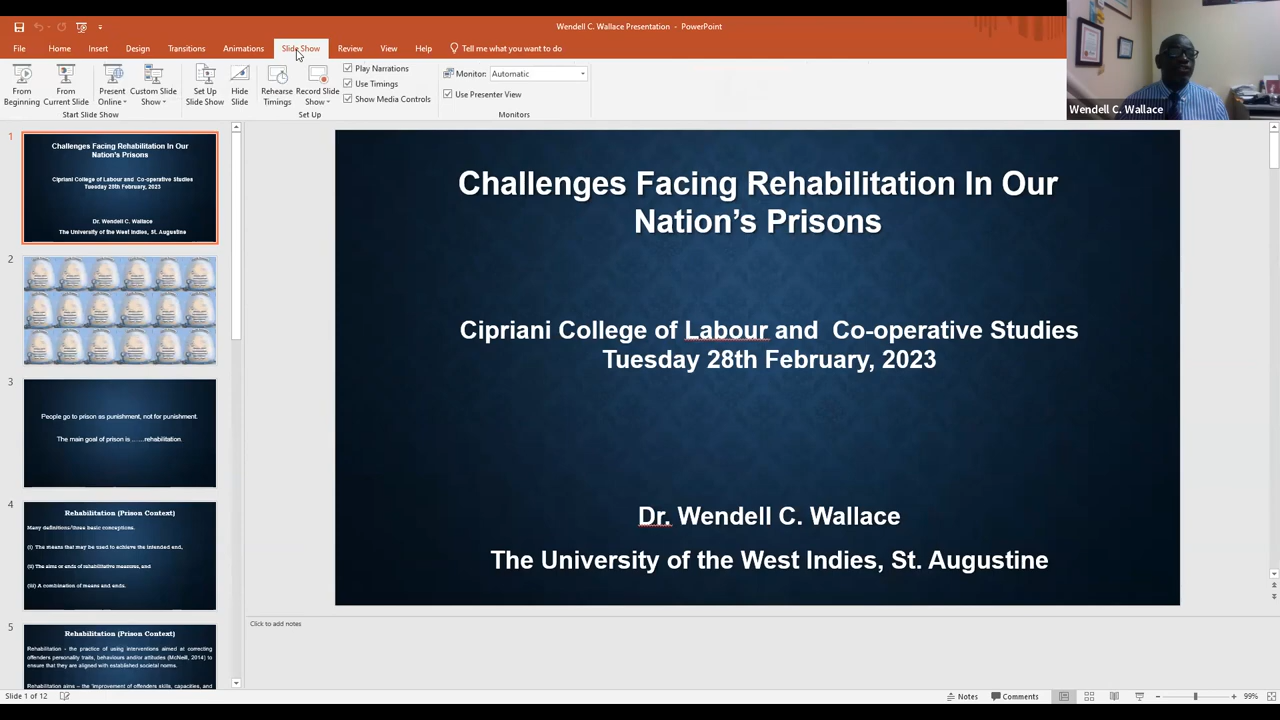 Wendell C. Wallace Presentation - PowerPoint
File Home Insert Design Transitions Animations Slide Show Review View Help Tell me what you want to do
From Beginning
From Current Slide
Present Online
Custom Slide Show
Start Slide Show
Set Up Slide Show
Hide Slide
Rehearse Timings
Record Slide Show
Play Narrations
Use Timings
Show Media Controls
Set Up
Monitor: Automatic
Use Presenter View
Monitors
Wendell C. Wallace
1
Challenges Facing Rehabilitation In Our
Nation's Prisons
Cipriani College of Labour and Co-operative Studies
Tuesday 28th February, 2023
Dr. Wendell C. Wallace
The University of the West Indies, St. Augustine
2
3
People go to prison as punishment, not for punishment.
The main goal of prison is ……rehabilitation.
4
Rehabilitation (Prison Context)
Many definitions/three basic conceptions.
(i) The means that may be used to achieve the intended end,
(ii) The aims or ends of rehabilitative measures, and
(iii) A combination of means and ends.
5
Rehabilitation (Prison Context)
Rehabilitation - the practice of using interventions aimed at correcting
offenders personality traits, behaviours and/or attitudes (McNeill, 2014) to
ensure that they are aligned with established societal norms.
Rehabilitation aims – the 'improvement of offenders skills, capacities, and
Challenges Facing Rehabilitation In Our
Nation's Prisons
Cipriani College of Labour and Co-operative Studies
Tuesday 28th February, 2023
Dr. Wendell C. Wallace
The University of the West Indies, St. Augustine
Click to add notes
Slide 1 of 12
Notes Comments 99%